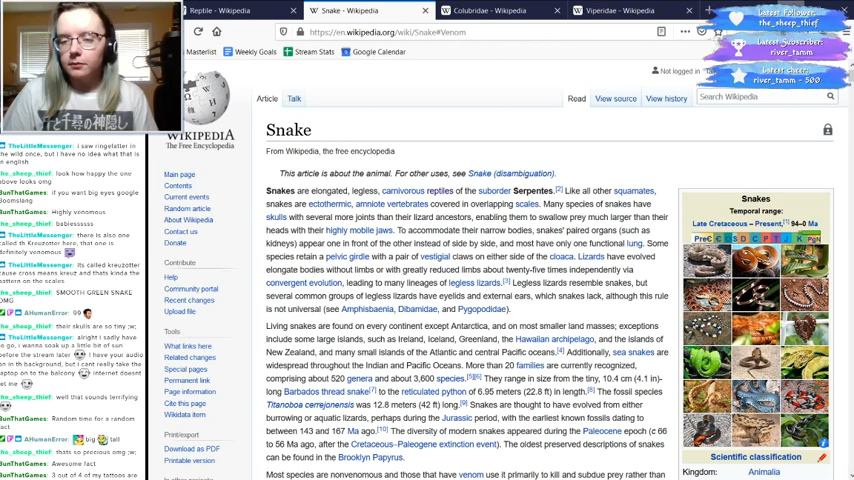 Reptile - Wikipedia
Snake - Wikipedia
Colubridae - Wikipedia
Viperidae - Wikipedia
https://en.wikipedia.org/wiki/Snake#Venom
Masterlist
Weekly Goals
Stream Stats
Google Calendar
Latest Follower:
the_sheep_thief
Latest Subscriber:
river_tamm
Latest cheer:
river_tamm - 500
Not logged in
WIKIPEDIA
The Free Encyclopedia
Article
Talk
Read
View source
View history
Search Wikipedia
Main page
Contents
Current events
Random article
About Wikipedia
Contact us
Donate
Contribute
Help
Community portal
Recent changes
Upload file
Tools
What links here
Related changes
Special pages
Permanent link
Page information
Cite this page
Wikidata item
Print/export
Download as PDF
Printable version
Snake
From Wikipedia, the free encyclopedia
This article is about the animal. For other uses, see Snake (disambiguation).
Snakes are elongated, legless, carnivorous reptiles of the suborder Serpentes.[2] Like all other squamates,
snakes are ectothermic, amniote vertebrates covered in overlapping scales. Many species of snakes have
skulls with several more joints than their lizard ancestors, enabling them to swallow prey much larger than their
heads with their highly mobile jaws. To accommodate their narrow bodies, snakes' paired organs (such as
kidneys) appear one in front of the other instead of side by side, and most have only one functional lung. Some
species retain a pelvic girdle with a pair of vestigial claws on either side of the cloaca. Lizards have evolved
elongate bodies without limbs or with greatly reduced limbs about twenty-five times independently via
convergent evolution, leading to many lineages of legless lizards.[3] Legless lizards resemble snakes, but
several common groups of legless lizards have eyelids and external ears, which snakes lack, although this rule
is not universal (see Amphisbaenia, Dibamidae, and Pygopodidae).
Living snakes are found on every continent except Antarctica, and on most smaller land masses; exceptions
include some large islands, such as Ireland, Iceland, Greenland, the Hawaiian archipelago, and the islands of
New Zealand, and many small islands of the Atlantic and central Pacific oceans.[4] Additionally, sea snakes are
widespread throughout the Indian and Pacific Oceans. More than 20 families are currently recognized,
comprising about 520 genera and about 3,600 species.[5][6] They range in size from the tiny, 10.4 cm (4.1 in)-
long Barbados thread snake[7] to the reticulated python of 6.95 meters (22.8 ft) in length.[8] The fossil species
Titanoboa cerrejonensis was 12.8 meters (42 ft) long.[9] Snakes are thought to have evolved from either
burrowing or aquatic lizards, perhaps during the Jurassic period, with the earliest known fossils dating to
between 143 and 167 Ma ago.[10] The diversity of modern snakes appeared during the Paleocene epoch (c 66
to 56 Ma ago, after the Cretaceous–Paleogene extinction event). The oldest preserved descriptions of snakes
can be found in the Brooklyn Papyrus.
Most species are nonvenomous and those that have venom use it primarily to kill and subdue prey rather than
Snakes
Temporal range:
Late Cretaceous – Present,[1] 94–0 Ma
PreЄ Є O S D C P T J K PgN
Scientific classification
Kingdom: Animalia
TheLittleMessenger: i saw ringelnatter in
the wild once, but i have no idea what that is
in english
the_sheep_thief: look how happy the one
above looks omg
BunThatGames: if you want big eyes google
Boomslang
BunThatGames: Highly venomous
the_sheep_thief: babiessssss
TheLittleMessenger: there is also one
called the Kreuzotter here, that one is
definitely venomous
TheLittleMessenger: its called kreuzotter
cause cross means kreuz and thats kinda the
pattern on the scales
the_sheep_thief: SMOOTH GREEN SNAKE
OMG
AHumanError: 99
the_sheep_thief: their skulls are so tiny ;w;
TheLittleMessenger: alright I sadly have
to go, i wanna soak up a little bit of sun
before the stream later I have your audio
on in the background, but I cant really take the
laptop on to the balcony internet doesnt
let me
the_sheep_thief: well that sounds terrifying
BunThatGames: Random time for a random
fact
AHumanError: big tall
the_sheep_thief: thats so precious omg ;w;
BunThatGames: Awesome fact
the_sheep_thief: 3 out of 4 of my tattoos are